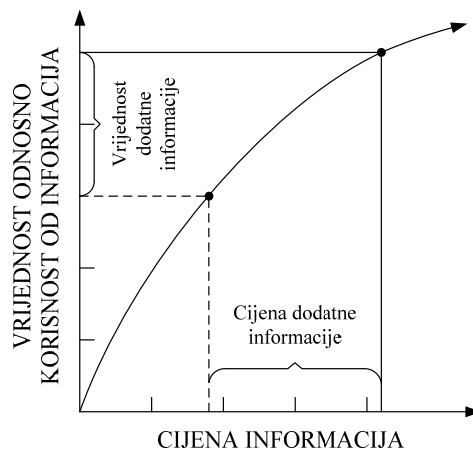 VRIJEDNOST ODNOSNO
KORISNOST OD INFORMACIJA
Vrijednost
dodatne
informacije
Cijena dodatne
informacije
CIJENA INFORMACIJA